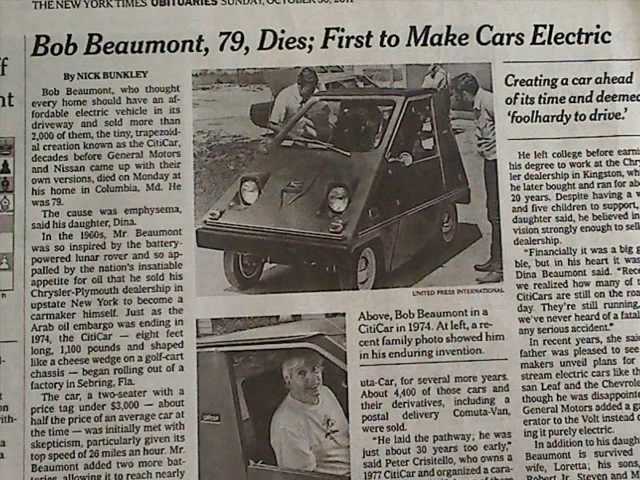 THE NEW YORK TIMES OBITUARIES SUNDAY, OCTOBER 30, 2011
Bob Beaumont, 79, Dies; First to Make Cars Electric
By NICK BUNKLEY
Bob Beaumont, who thought
every home should have an af-
fordable electric vehicle in its
driveway and sold more than
2,000 of them, the tiny, trapezoid-
al creation known as the CitiCar,
decades before General Motors
and Nissan came up with their
own versions, died on Monday at
his home in Columbia, Md. He
was 79.
The cause was emphysema,
said his daughter, Dina.
In the 1960s, Mr. Beaumont
was so inspired by the battery-
powered lunar rover and so ap-
palled by the nation's insatiable
appetite for oil that he sold his
Chrysler-Plymouth dealership in
upstate New York to become a
carmaker himself. Just as the
Arab oil embargo was ending in
1974, the CitiCar — eight feet
long, 1,100 pounds and shaped
like a cheese wedge on a golf-cart
chassis — began rolling out of a
factory in Sebring, Fla.
The car, a two-seater with a
price tag under $3,000 — about
half the price of an average car at
the time — was initially met with
skepticism, particularly given its
top speed of 26 miles an hour. Mr.
Beaumont added two more bat-
teries, allowing it to reach nearly
UNITED PRESS INTERNATIONAL
Above, Bob Beaumont in a
CitiCar in 1974. At left, a re-
cent family photo showed him
in his enduring invention.
uta-Car, for several more years.
About 4,400 of those cars and
their derivatives, including a
postal delivery Comuta-Van,
were sold.
"He laid the pathway; he was
just about 30 years too early,"
said Peter Crisitello, who owns a
1977 CitiCar and organized a cara-
Creating a car ahead
of its time and deemed
'foolhardy to drive.'
He left college before earni
his degree to work at the Chr
ler dealership in Kingston, wh
he later bought and ran for ab
20 years. Despite having a w
and five children to support,
daughter said, he believed in
vision strongly enough to sell
dealership.
"Financially it was a big g
ble, but in his heart it was
Dina Beaumont said. "Rec
we realized how many of
CitiCars are still on the ro
day. They're still running,
we've never heard of a fatal
any serious accident."
In recent years, she said
father was pleased to see
makers unveil plans for
stream electric cars like th
san Leaf and the Chevrol
though he was disappointe
General Motors added a g
erator to the Volt instead o
ing it purely electric.
In addition to his daugh
Beaumont is survived
wife, Loretta; his sons
Robert Jr. Steven and M